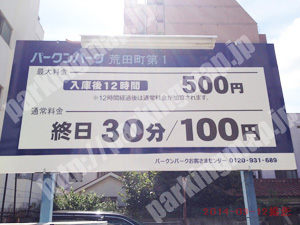 パークンパーク 荒田町第1
最大料金
入庫後12時間 500円
※12時間経過後は通常料金が加算されます。
通常料金
終日 30分/100円
パークンパークお客さまセンター 0120-931-689